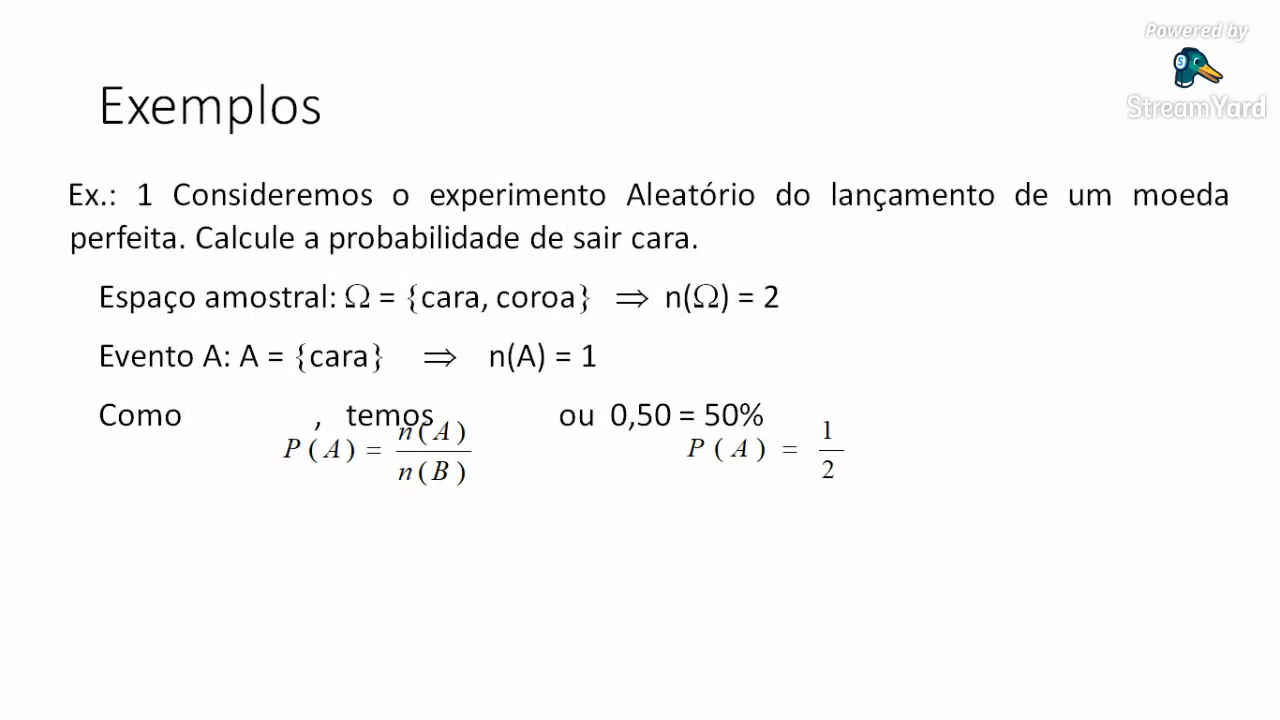 Powered by
StreamYard
Exemplos
Ex.: 1 Consideremos o experimento Aleatório do lançamento de um moeda
perfeita. Calcule a probabilidade de sair cara.
Espaço amostral: Ω = {cara, coroa} ⇒ n(Ω) = 2
Evento A: A = {cara} ⇒ n(A) = 1
Como , temos ou 0,50 = 50%
P(A) = n(A)/n(B) P(A) = 1/2